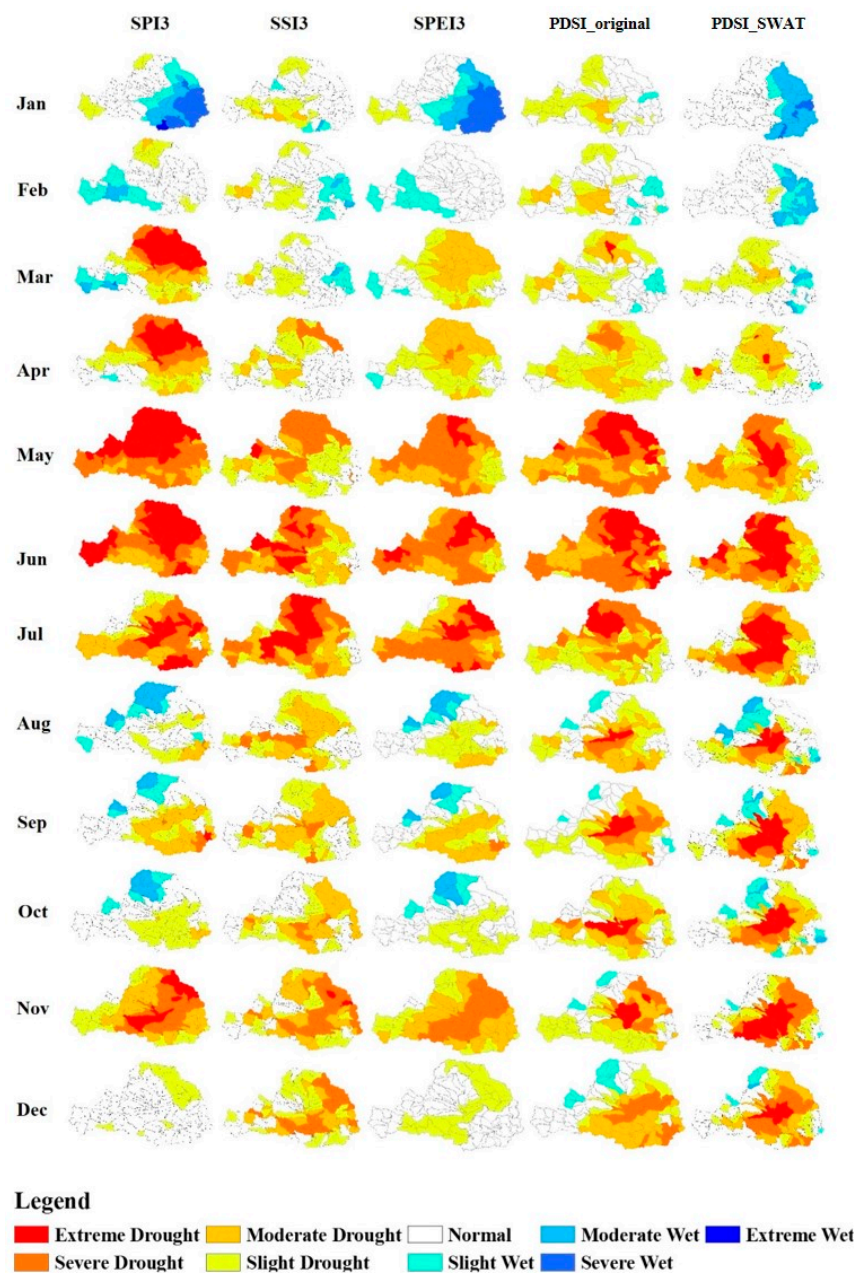 SPI3 SSI3 SPEI3 PDSI_original PDSI_SWAT
Jan
Feb
Mar
Apr
May
Jun
Jul
Aug
Sep
Oct
Nov
Dec
Legend
Extreme Drought Moderate Drought Normal Moderate Wet Extreme Wet
Severe Drought Slight Drought Slight Wet Severe Wet